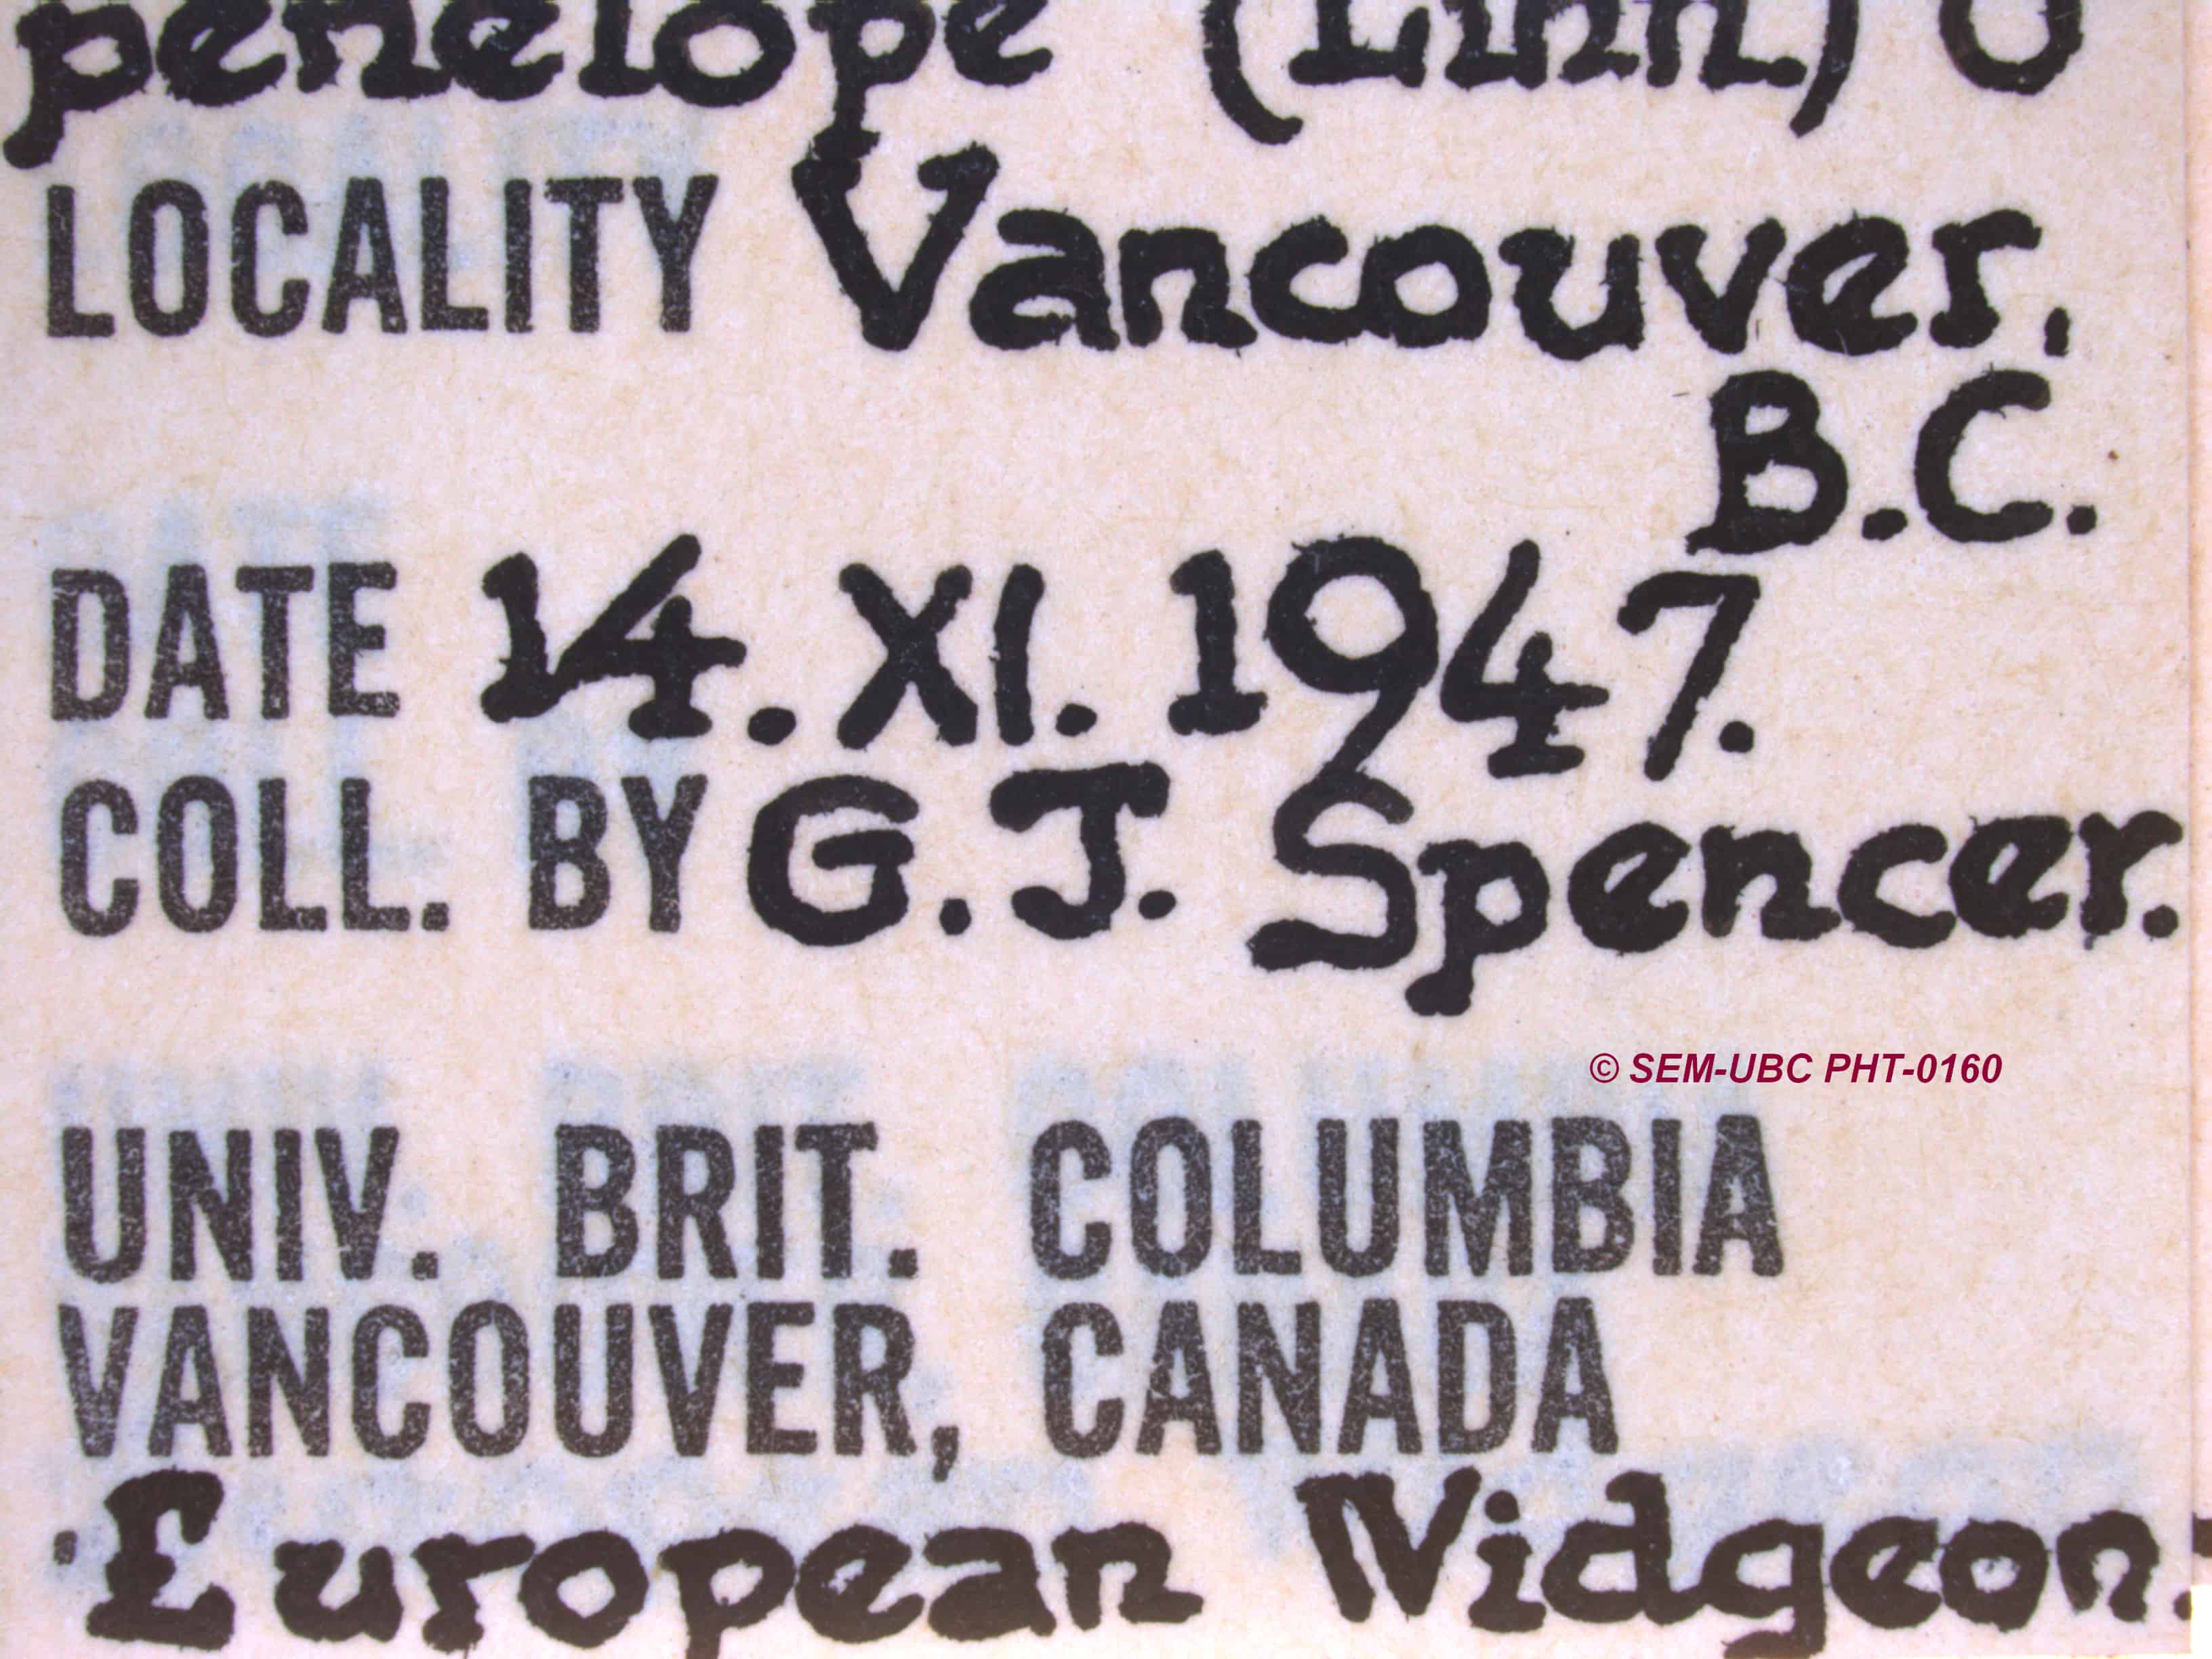 penelope (Linn) ♂
LOCALITY Vancouver,
B.C.
DATE 14. XI. 1947.
COLL. BY G. J. Spencer.
© SEM-UBC PHT-0160
UNIV. BRIT. COLUMBIA
VANCOUVER, CANADA
European Widgeon.